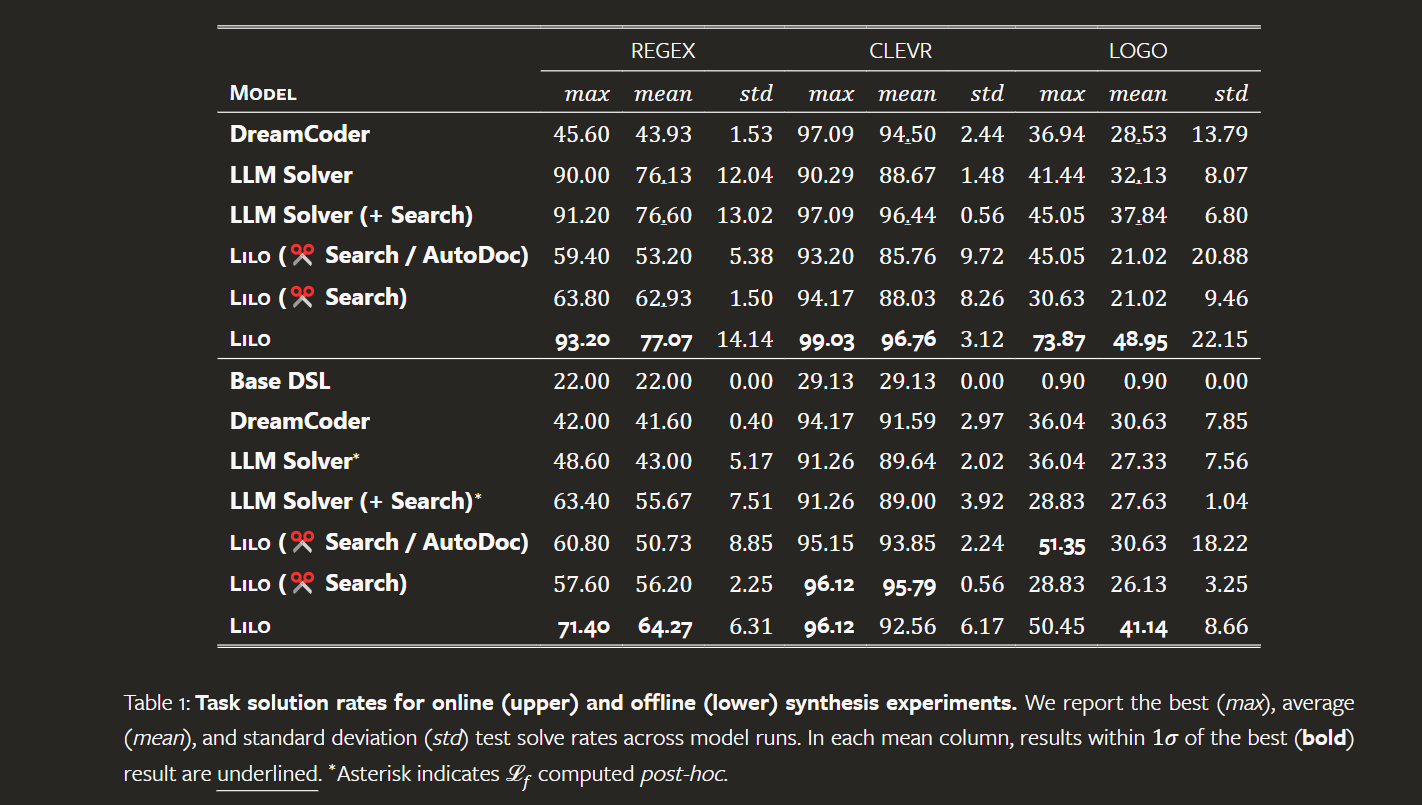 REGEX CLEVR LOGO
MODEL max mean std max mean std max mean std
DreamCoder 45.60 43.93 1.53 97.09 94.50 2.44 36.94 28.53 13.79
LLM Solver 90.00 76.13 12.04 90.29 88.67 1.48 41.44 32.13 8.07
LLM Solver (+ Search) 91.20 76.60 13.02 97.09 96.44 0.56 45.05 37.84 6.80
LILO (✂ Search / AutoDoc) 59.40 53.20 5.38 93.20 85.76 9.72 45.05 21.02 20.88
LILO (✂ Search) 63.80 62.93 1.50 94.17 88.03 8.26 30.63 21.02 9.46
LILO 93.20 77.07 14.14 99.03 96.76 3.12 73.87 48.95 22.15
Base DSL 22.00 22.00 0.00 29.13 29.13 0.00 0.90 0.90 0.00
DreamCoder 42.00 41.60 0.40 94.17 91.59 2.97 36.04 30.63 7.85
LLM Solver* 48.60 43.00 5.17 91.26 89.64 2.02 36.04 27.33 7.56
LLM Solver (+ Search)* 63.40 55.67 7.51 91.26 89.00 3.92 28.83 27.63 1.04
LILO (✂ Search / AutoDoc) 60.80 50.73 8.85 95.15 93.85 2.24 51.35 30.63 18.22
LILO (✂ Search) 57.60 56.20 2.25 96.12 95.79 0.56 28.83 26.13 3.25
LILO 71.40 64.27 6.31 96.12 92.56 6.17 50.45 41.14 8.66
Table 1: Task solution rates for online (upper) and offline (lower) synthesis experiments. We report the best (max), average
(mean), and standard deviation (std) test solve rates across model runs. In each mean column, results within 1σ of the best (bold)
result are underlined. *Asterisk indicates ℒf computed post-hoc.